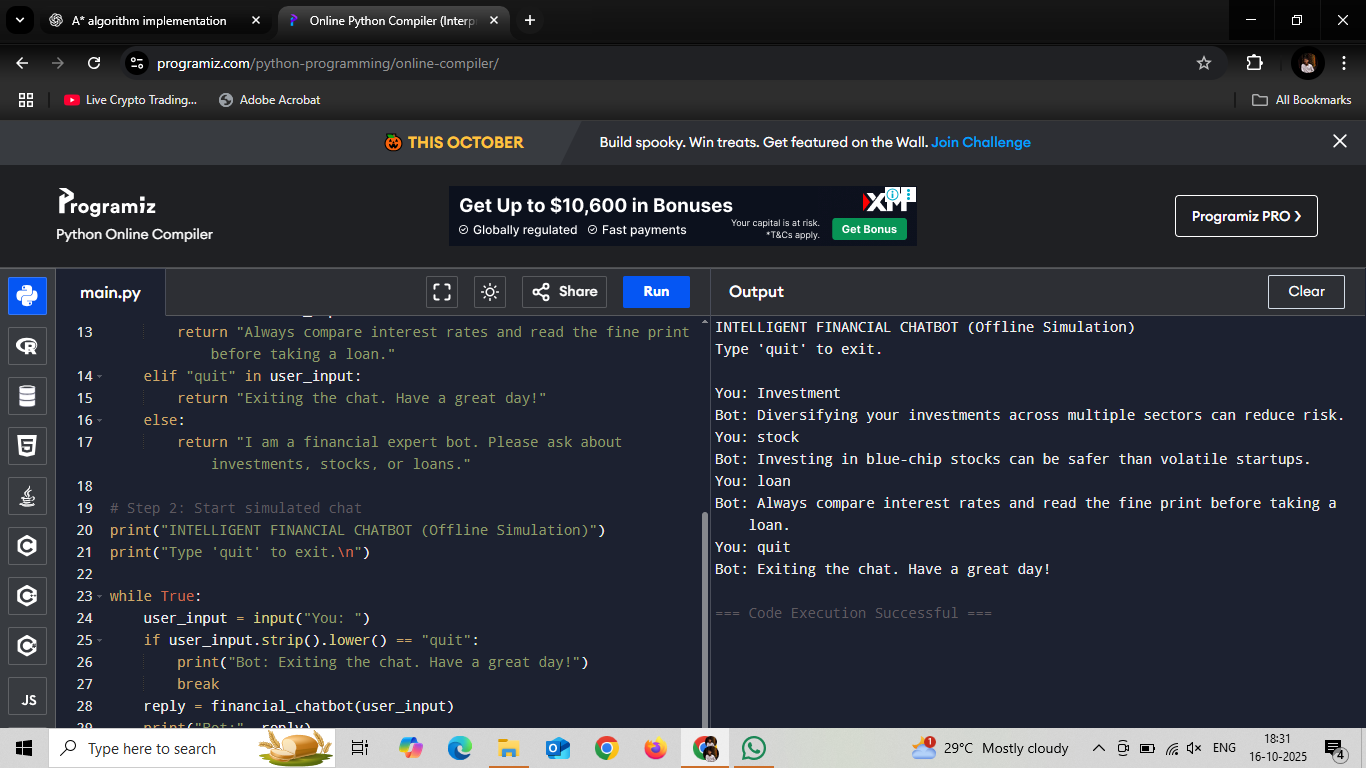 A* algorithm implementation
Online Python Compiler (Interp
programiz.com/python-programming/online-compiler/
Live Crypto Trading...
Adobe Acrobat
All Bookmarks
THIS OCTOBER
Build spooky. Win treats. Get featured on the Wall. Join Challenge
Programiz
Python Online Compiler
Get Up to $10,600 in Bonuses
Globally regulated
Fast payments
Your capital is at risk.
*T&Cs apply.
XM
Get Bonus
Programiz PRO
main.py
Share
Run
Output
Clear
13 return "Always compare interest rates and read the fine print
before taking a loan."
14 elif "quit" in user_input:
15 return "Exiting the chat. Have a great day!"
16 else:
17 return "I am a financial expert bot. Please ask about
investments, stocks, or loans."
18
19 # Step 2: Start simulated chat
20 print("INTELLIGENT FINANCIAL CHATBOT (Offline Simulation)")
21 print("Type 'quit' to exit.\n")
22
23 while True:
24 user_input = input("You: ")
25 if user_input.strip().lower() == "quit":
26 print("Bot: Exiting the chat. Have a great day!")
27 break
28 reply = financial_chatbot(user_input)
29 print("Bot:", reply)
INTELLIGENT FINANCIAL CHATBOT (Offline Simulation)
Type 'quit' to exit.
You: Investment
Bot: Diversifying your investments across multiple sectors can reduce risk.
You: stock
Bot: Investing in blue-chip stocks can be safer than volatile startups.
You: loan
Bot: Always compare interest rates and read the fine print before taking a
loan.
You: quit
Bot: Exiting the chat. Have a great day!
=== Code Execution Successful ===
R
5
C
C
C
JS
Type here to search
1
29°C Mostly cloudy
ENG
18:31
16-10-2025
4